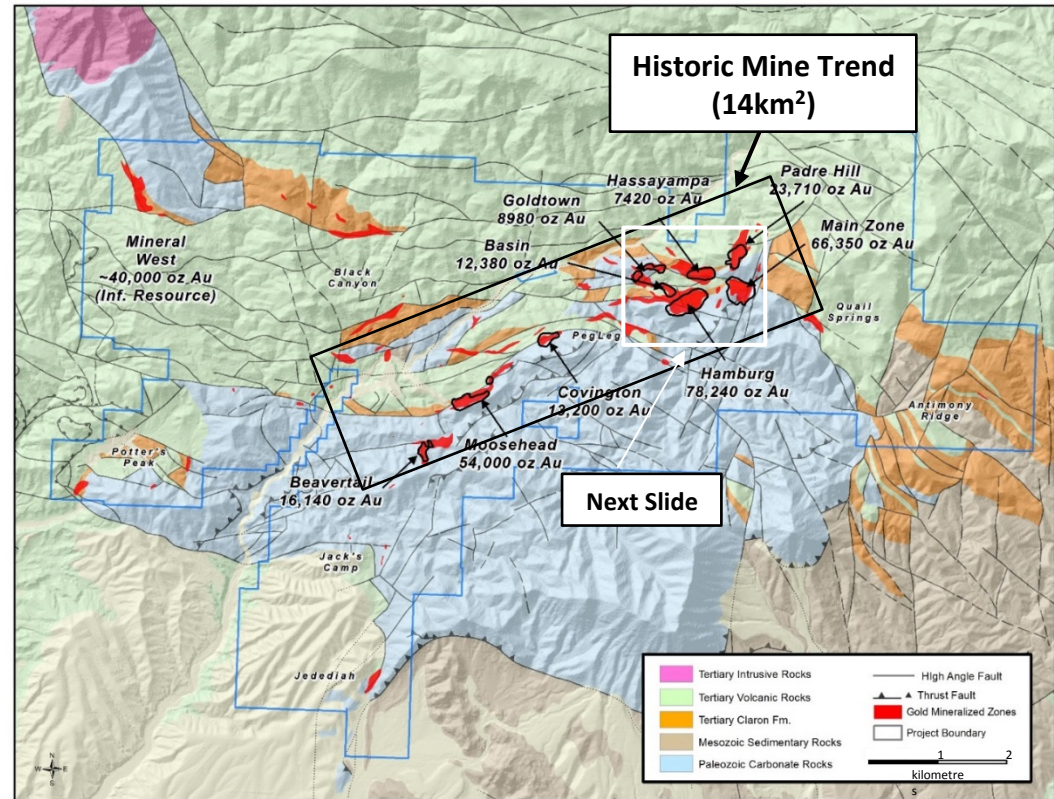 Historic Mine Trend
(14km²)
Hassayampa
7420 oz Au
Padre Hill
23,710 oz Au
Goldtown
8980 oz Au
Main Zone
66,350 oz Au
Basin
12,380 oz Au
Mineral
West
~40,000 oz Au
(Inf. Resource)
Black
Canyon
Quail
Springs
PegLeg
Hamburg
78,240 oz Au
Covington
13,200 oz Au
Antimony
Ridge
Moosehead
54,000 oz Au
Potter's
Peak
Beavertail
16,140 oz Au
Next Slide
Jack's
Camp
Jedediah
Tertiary Intrusive Rocks
Tertiary Volcanic Rocks
Tertiary Claron Fm.
Mesozoic Sedimentary Rocks
Paleozoic Carbonate Rocks
High Angle Fault
Thrust Fault
Gold Mineralized Zones
Project Boundary
1 2
kilometre
s
N
W E
S